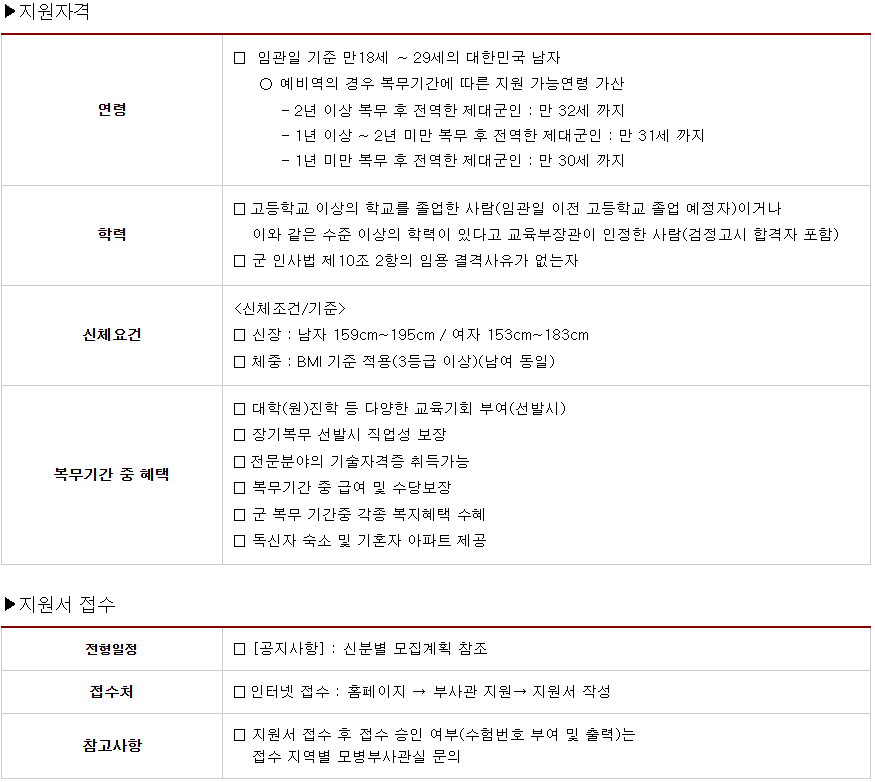 ▶지원자격
연령
□ 임관일 기준 만18세 ~ 29세의 대한민국 남자
○ 예비역의 경우 복무기간에 따른 지원 가능연령 가산
- 2년 이상 복무 후 전역한 제대군인 : 만 32세 까지
- 1년 이상 ~ 2년 미만 복무 후 전역한 제대군인 : 만 31세 까지
- 1년 미만 복무 후 전역한 제대군인 : 만 30세 까지
학력
□ 고등학교 이상의 학교를 졸업한 사람(임관일 이전 고등학교 졸업 예정자)이거나
이와 같은 수준 이상의 학력이 있다고 교육부장관이 인정한 사람(검정고시 합격자 포함)
□ 군 인사법 제10조 2항의 임용 결격사유가 없는자
신체요건
<신체조건/기준>
□ 신장 : 남자 159cm~195cm / 여자 153cm~183cm
□ 체중 : BMI 기준 적용(3등급 이상)(남여 동일)
복무기간 중 혜택
□ 대학(원)진학 등 다양한 교육기회 부여(선발시)
□ 장기복무 선발시 직업성 보장
□ 전문분야의 기술자격증 취득가능
□ 복무기간 중 급여 및 수당보장
□ 군 복무 기간중 각종 복지혜택 수혜
□ 독신자 숙소 및 기혼자 아파트 제공
▶지원서 접수
전형일정
□ [공지사항] : 신분별 모집계획 참조
접수처
□ 인터넷 접수 : 홈페이지 → 부사관 지원→ 지원서 작성
참고사항
□ 지원서 접수 후 접수 승인 여부(수험번호 부여 및 출력)는
접수 지역별 모병부사관실 문의